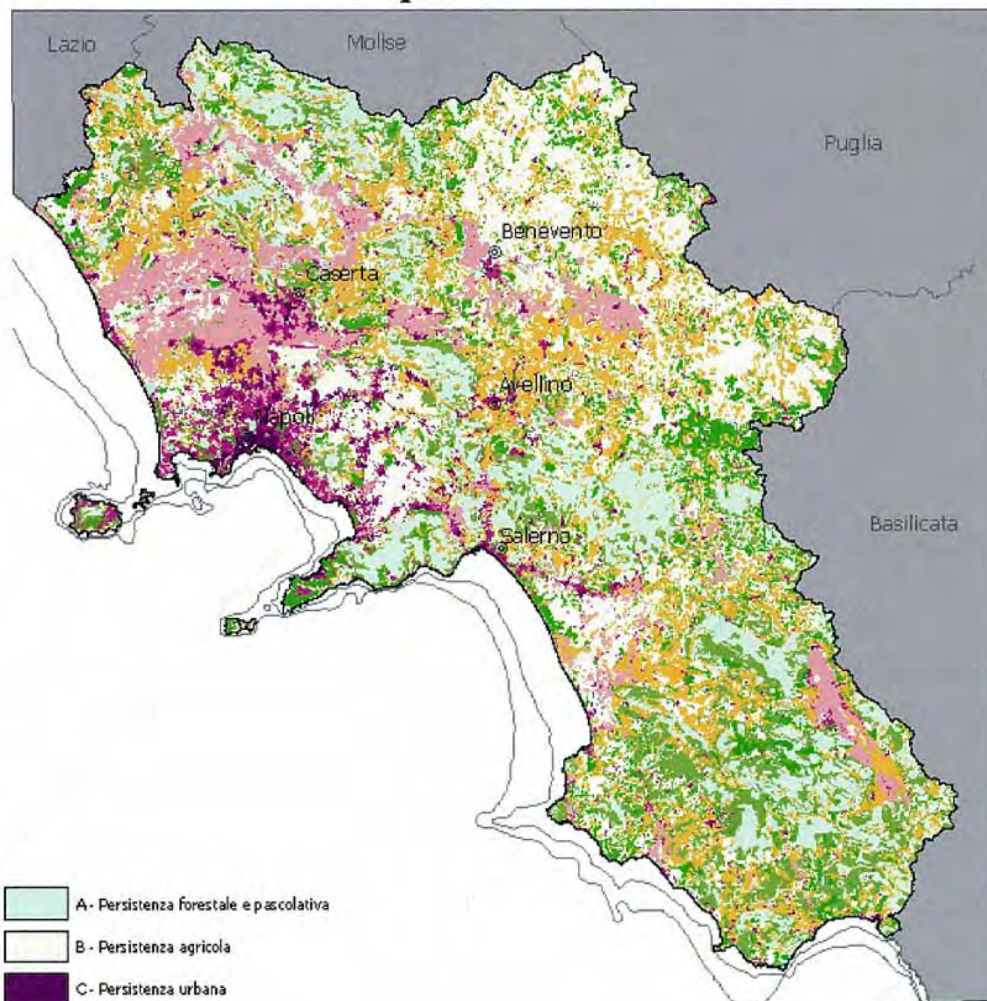 Lazio
Molise
Puglia
Benevento
Caserta
Avellino
Napoli
Basilicata
Salerno
A - Persistenza forestale e pascolativa
B - Persistenza agricola
C - Persistenza urbana